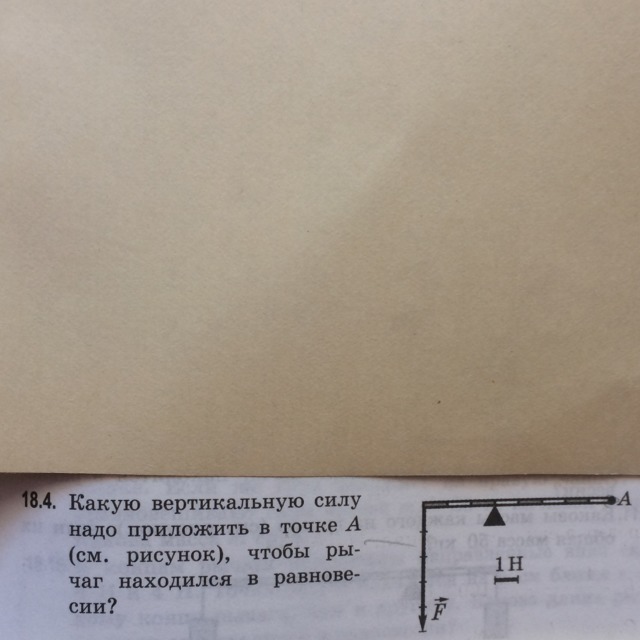 18.4. Какую вертикальную силу
надо приложить в точке A
(см. рисунок), чтобы ры-
чаг находился в равнове-
сии?
A
1 Н
F